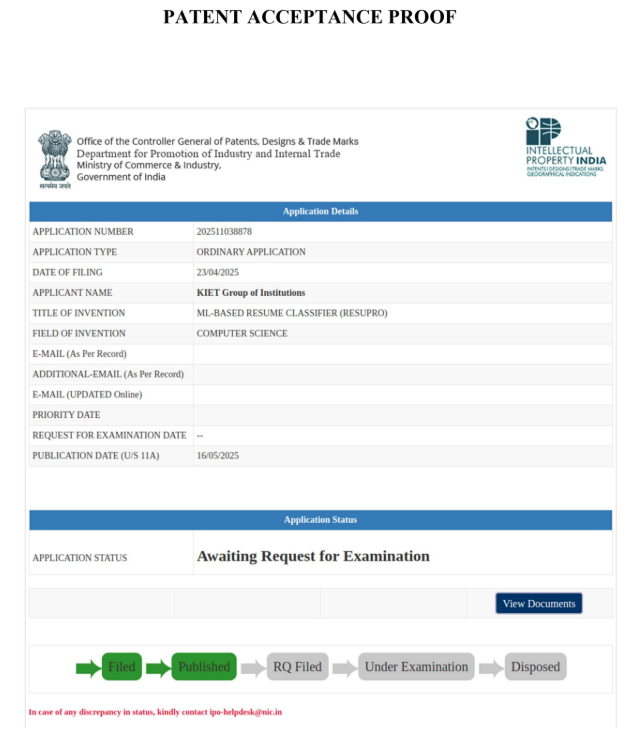 PATENT ACCEPTANCE PROOF
Office of the Controller General of Patents, Designs & Trade Marks
Department for Promotion of Industry and Internal Trade
Ministry of Commerce & Industry,
Government of India
सत्यमेव जयते
INTELLECTUAL
PROPERTY INDIA
PATENTS | DESIGNS | TRADE MARKS
GEOGRAPHICAL INDICATIONS
Application Details
APPLICATION NUMBER 202511038878
APPLICATION TYPE ORDINARY APPLICATION
DATE OF FILING 23/04/2025
APPLICANT NAME KIET Group of Institutions
TITLE OF INVENTION ML-BASED RESUME CLASSIFIER (RESUPRO)
FIELD OF INVENTION COMPUTER SCIENCE
E-MAIL (As Per Record)
ADDITIONAL-EMAIL (As Per Record)
E-MAIL (UPDATED Online)
PRIORITY DATE
REQUEST FOR EXAMINATION DATE --
PUBLICATION DATE (U/S 11A) 16/05/2025
Application Status
APPLICATION STATUS Awaiting Request for Examination
View Documents
Filed Published RQ Filed Under Examination Disposed
In case of any discrepancy in status, kindly contact ipo-helpdesk@nic.in